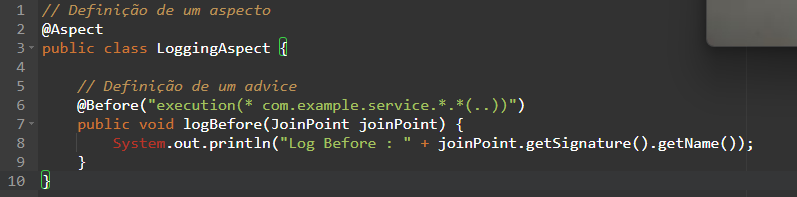 1 // Definição de um aspecto
2 @Aspect
3 public class LoggingAspect {
4
5     // Definição de um advice
6     @Before("execution(* com.example.service.*.*(..))")
7     public void logBefore(JoinPoint joinPoint) {
8         System.out.println("Log Before : " + joinPoint.getSignature().getName());
9     }
10 }